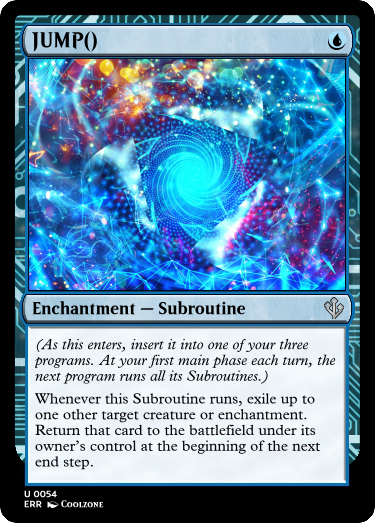 JUMP()
Enchantment — Subroutine
(As this enters, insert it into one of your three
programs. At your first main phase each turn, the
next program runs all its Subroutines.)
Whenever this Subroutine runs, exile up to
one other target creature or enchantment.
Return that card to the battlefield under its
owner's control at the beginning of the next
end step.
U 0054
ERR Coolzone